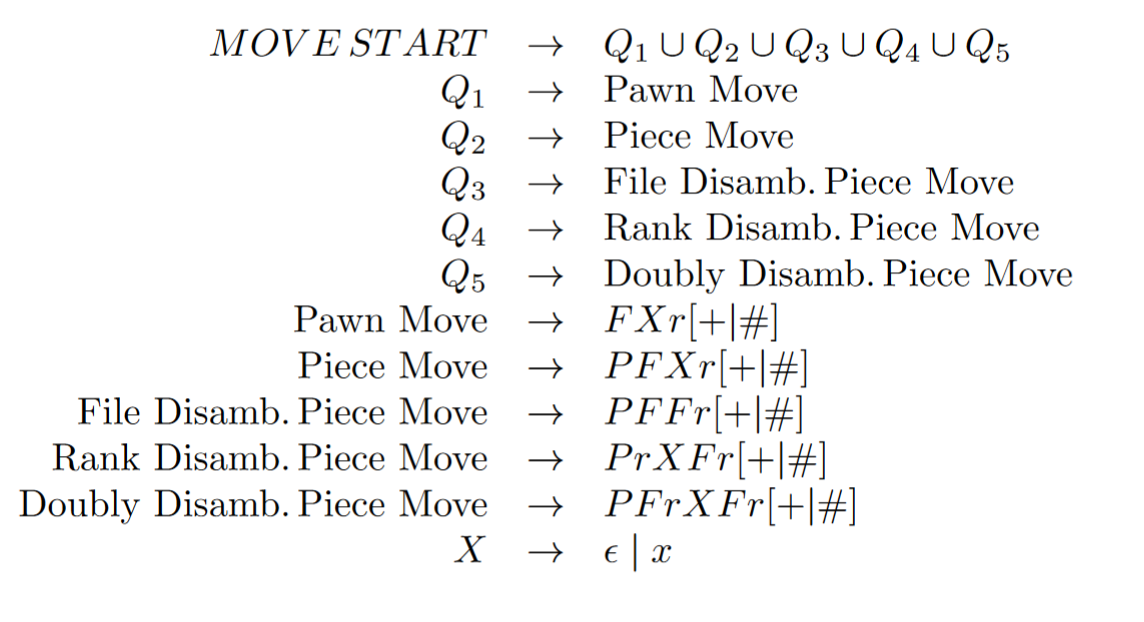 MOVE START → Q₁ ∪ Q₂ ∪ Q₃ ∪ Q₄ ∪ Q₅
Q₁ → Pawn Move
Q₂ → Piece Move
Q₃ → File Disamb. Piece Move
Q₄ → Rank Disamb. Piece Move
Q₅ → Doubly Disamb. Piece Move
Pawn Move → FXr[+|#]
Piece Move → PFXr[+|#]
File Disamb. Piece Move → PFFr[+|#]
Rank Disamb. Piece Move → PrXFr[+|#]
Doubly Disamb. Piece Move → PFrXFr[+|#]
X → ϵ | x